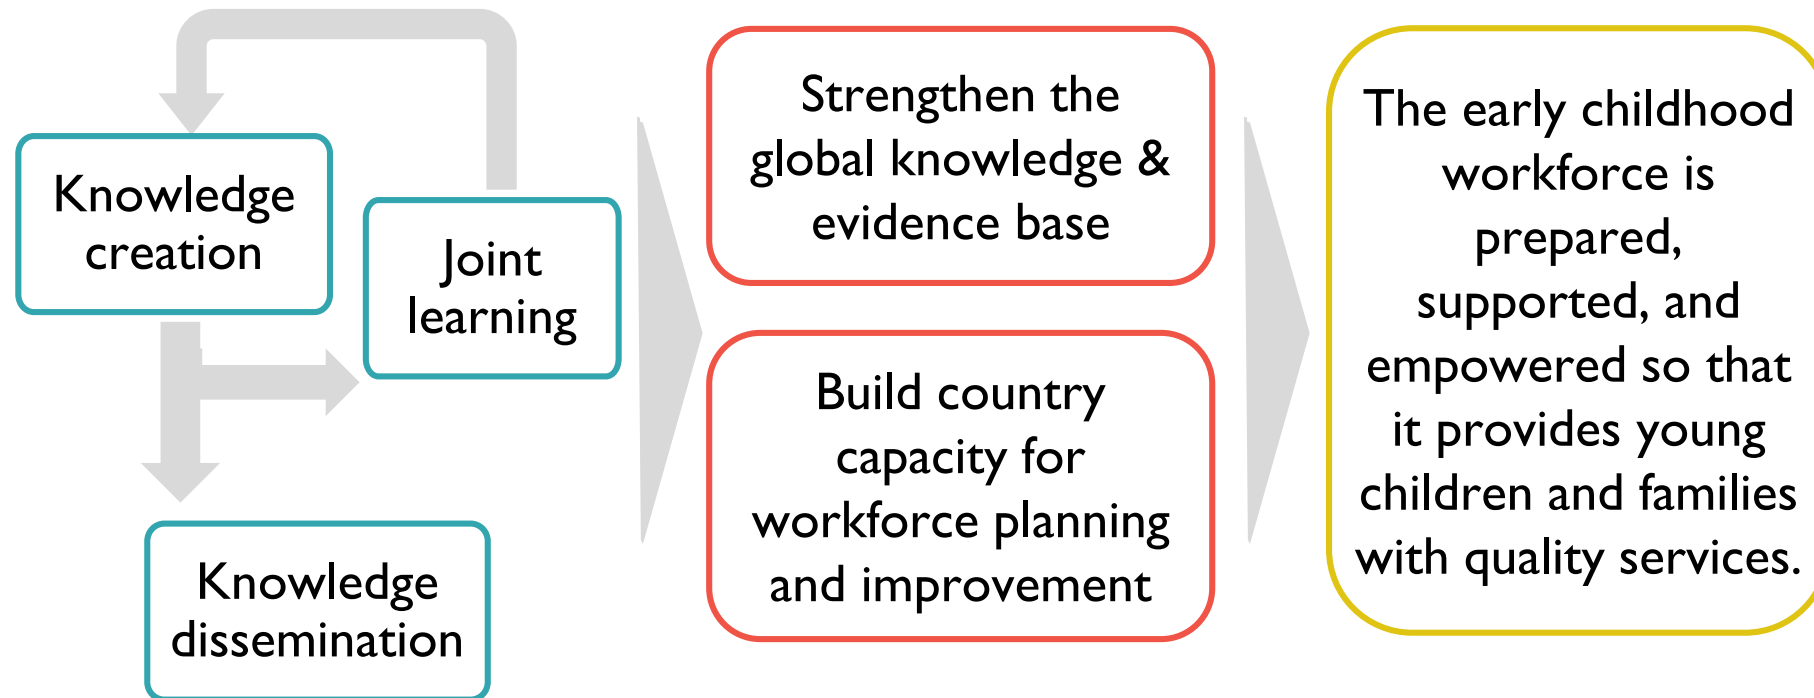 Knowledge
creation
Joint
learning
Knowledge
dissemination
Strengthen the
global knowledge &
evidence base
Build country
capacity for
workforce planning
and improvement
The early childhood
workforce is
prepared,
supported, and
empowered so that
it provides young
children and families
with quality services.